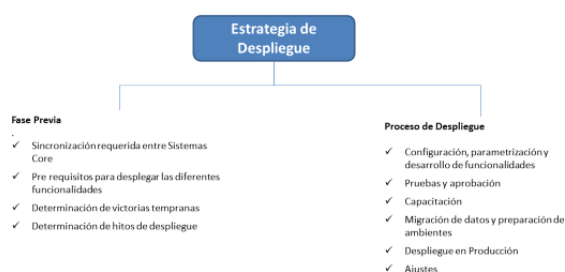 Estrategia de
Despliegue
Fase Previa
.
✓ Sincronización requerida entre Sistemas
Core
✓ Pre requisitos para desplegar las diferentes
funcionalidades
✓ Determinación de victorias tempranas
✓ Determinación de hitos de despliegue
Proceso de Despliegue
✓ Configuración, parametrización y
desarrollo de funcionalidades
✓ Pruebas y aprobación
✓ Capacitación
✓ Migración de datos y preparación de
ambientes
✓ Despliegue en Producción
✓ Ajustes